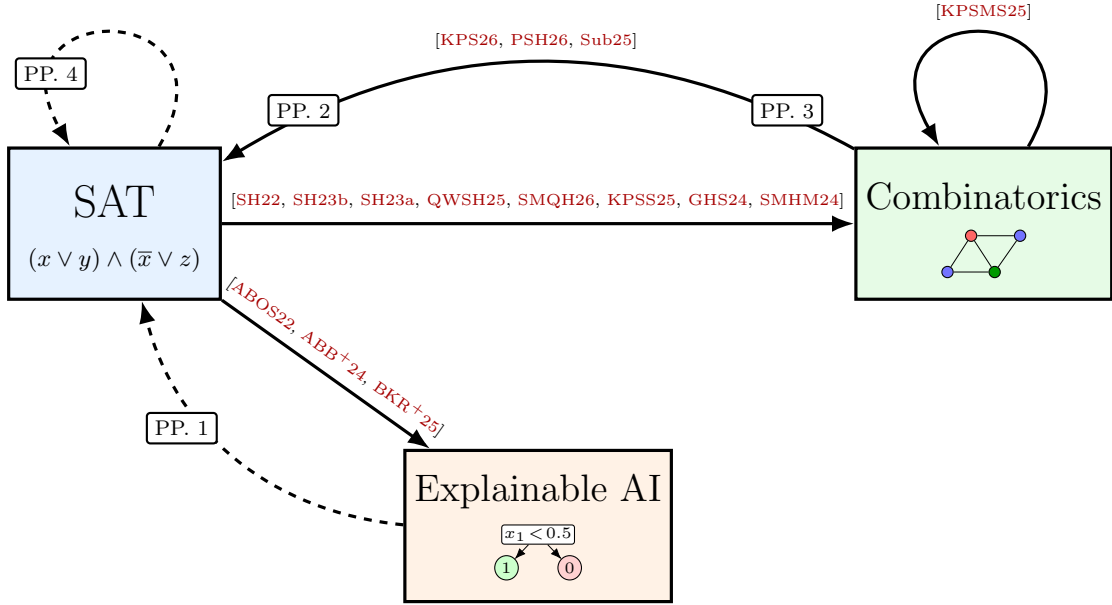 [KPSMS25]
[KPS26, PSH26, Sub25]
PP. 4
PP. 2
PP. 3
SAT
(x ∨ y) ∧ (x̅ ∨ z)
[SH22, SH23b, SH23a, QWSH25, SMQH26, KPSS25, GHS24, SMHM24]
Combinatorics
[ABOS22, ABB⁺24, BKR⁺25]
PP. 1
Explainable AI
x₁ < 0.5
1
0